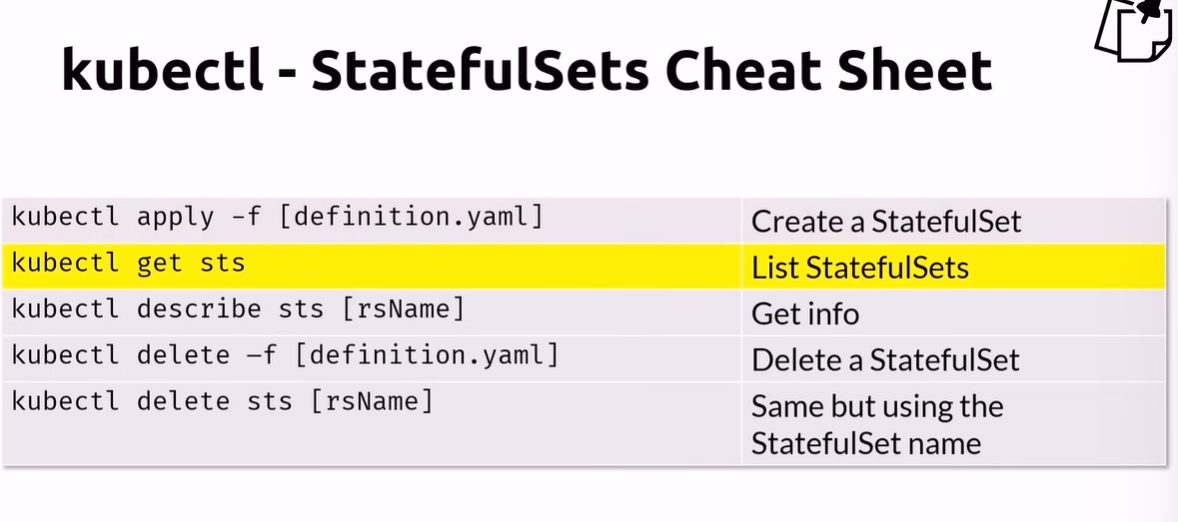 kubectl - StatefulSets Cheat Sheet
kubectl apply -f [definition.yaml] Create a StatefulSet
kubectl get sts List StatefulSets
kubectl describe sts [rsName] Get info
kubectl delete –f [definition.yaml] Delete a StatefulSet
kubectl delete sts [rsName] Same but using the
StatefulSet name